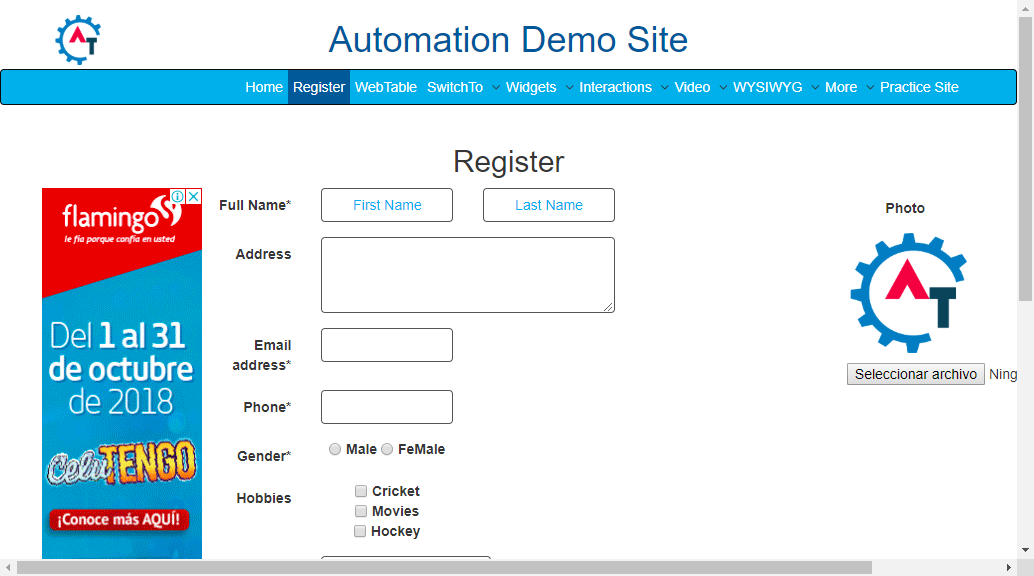 AT
Automation Demo Site
Home Register WebTable SwitchTo Widgets Interactions Video WYSIWYG More Practice Site
Register
flamingo
le fía porque confía en usted
Del 1 al 31
de octubre
de 2018
CeluTENGO
¡Conoce más AQUÍ!
Full Name* First Name Last Name
Address
Email
address*
Phone*
Gender* Male FeMale
Hobbies Cricket
Movies
Hockey
Photo
AT
Seleccionar archivo Ning